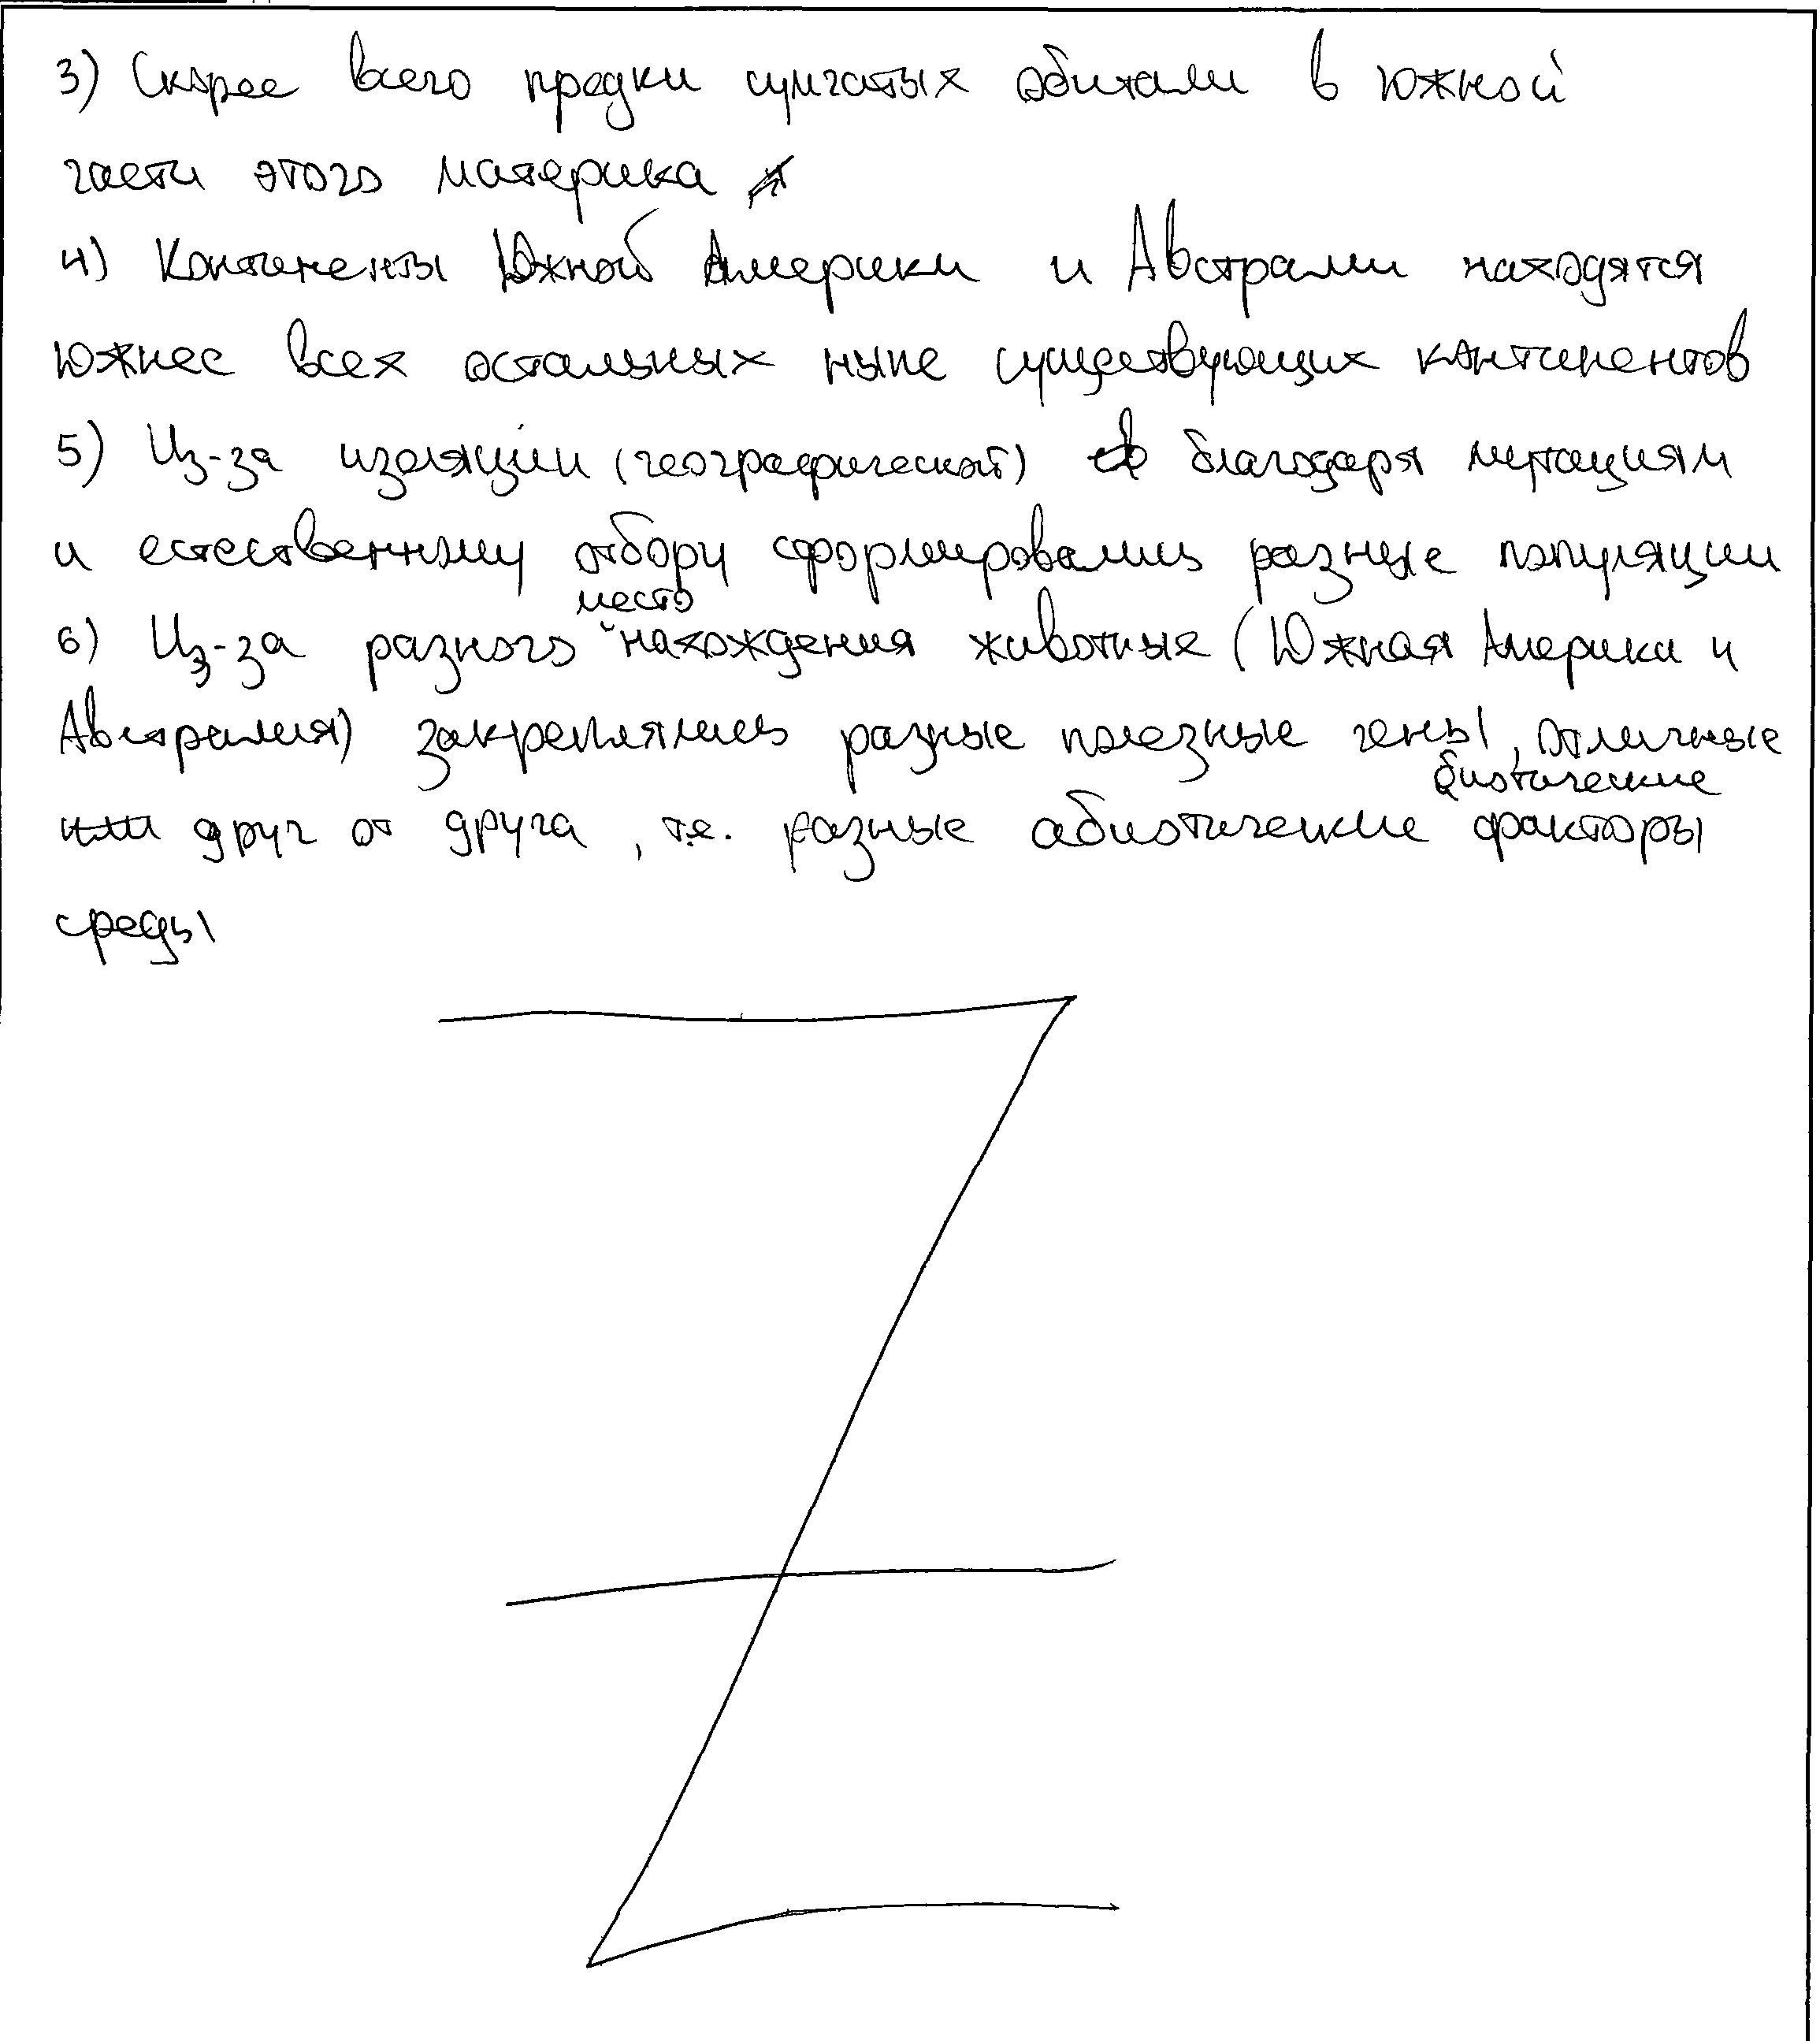 3) Скорее всего предки сумчатых обитали в южной
части этого материка
4) Континенты Южной Америки и Австралии находятся
южнее всех остальных ныне существующих континентов
5) Из-за изоляции (географической) благодаря мутациям
и естественному отбору сформировались разные популяции
6) Из-за разного местонахождения животные (Южная Америка и
Австралия) закреплялись разные полезные гены, отличные
друг от друга, т.е. разные абиотические биотические факторы
среды